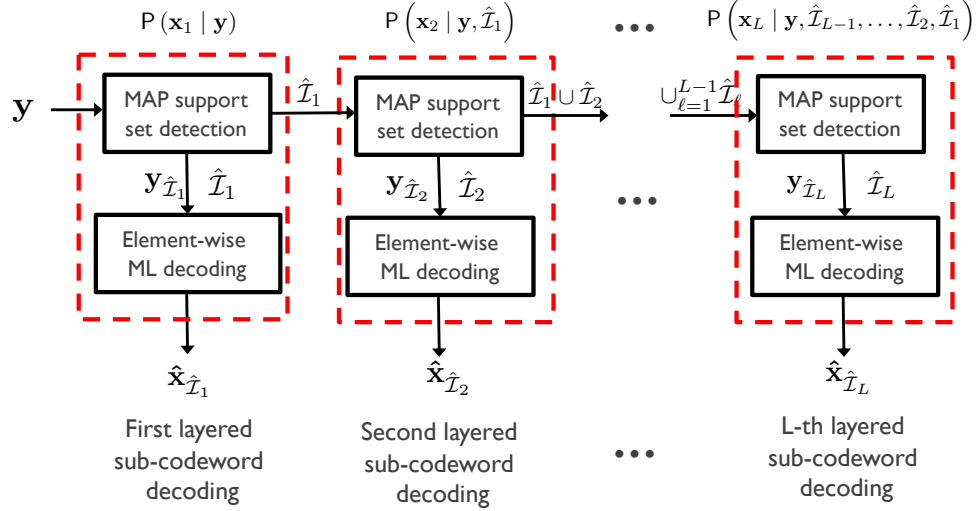 P(x₁ | y)
P(x₂ | y, Î₁)
•••
P(x_L | y, Î_{L−1}, . . . , Î₂, Î₁)
y
MAP support
set detection
Î₁
MAP support
set detection
Î₁ ∪ Î₂
∪_{ℓ=1}^{L−1} Î_ℓ
MAP support
set detection
y_{Î₁}
Î₁
y_{Î₂}
Î₂
•••
y_{Î_L}
Î_L
Element-wise
ML decoding
Element-wise
ML decoding
Element-wise
ML decoding
x̂_{Î₁}
x̂_{Î₂}
x̂_{Î_L}
First layered
sub-codeword
decoding
Second layered
sub-codeword
decoding
•••
L-th layered
sub-codeword
decoding